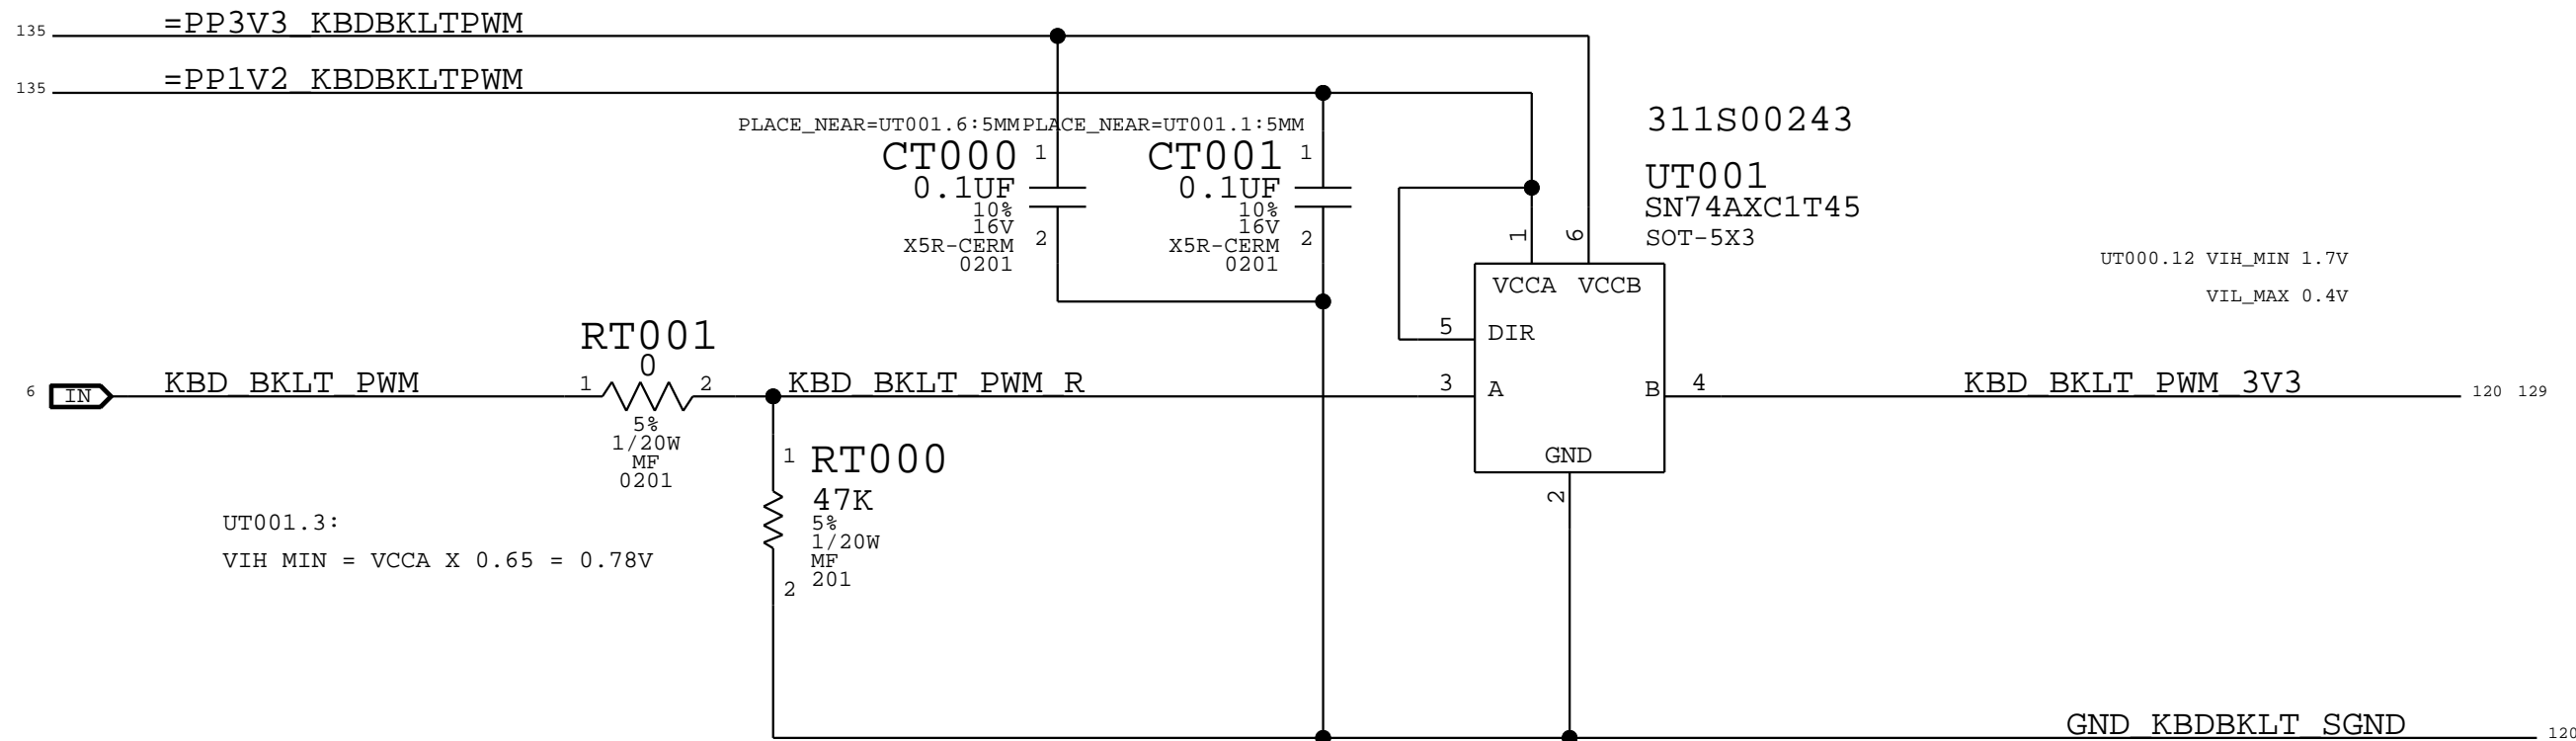 135 =PP3V3_KBDBKLTPWM
135 =PP1V2_KBDBKLTPWM
PLACE_NEAR=UT001.6:5MM PLACE_NEAR=UT001.1:5MM
CT000 1
0.1UF
10%
16V
X5R-CERM 2
0201
CT001 1
0.1UF
10%
16V
X5R-CERM 2
0201
311S00243
UT001
SN74AXC1T45
SOT-5X3
1 6
VCCA VCCB
5 DIR
3 A
B 4
GND
2
UT000.12 VIH_MIN 1.7V
VIL_MAX 0.4V
RT001
0
6 IN KBD_BKLT_PWM 1 2 KBD_BKLT_PWM_R
5%
1/20W
MF
0201
KBD_BKLT_PWM_3V3 120 129
1 RT000
47K
5%
1/20W
MF
2 201
UT001.3:
VIH MIN = VCCA X 0.65 = 0.78V
GND_KBDBKLT_SGND 120